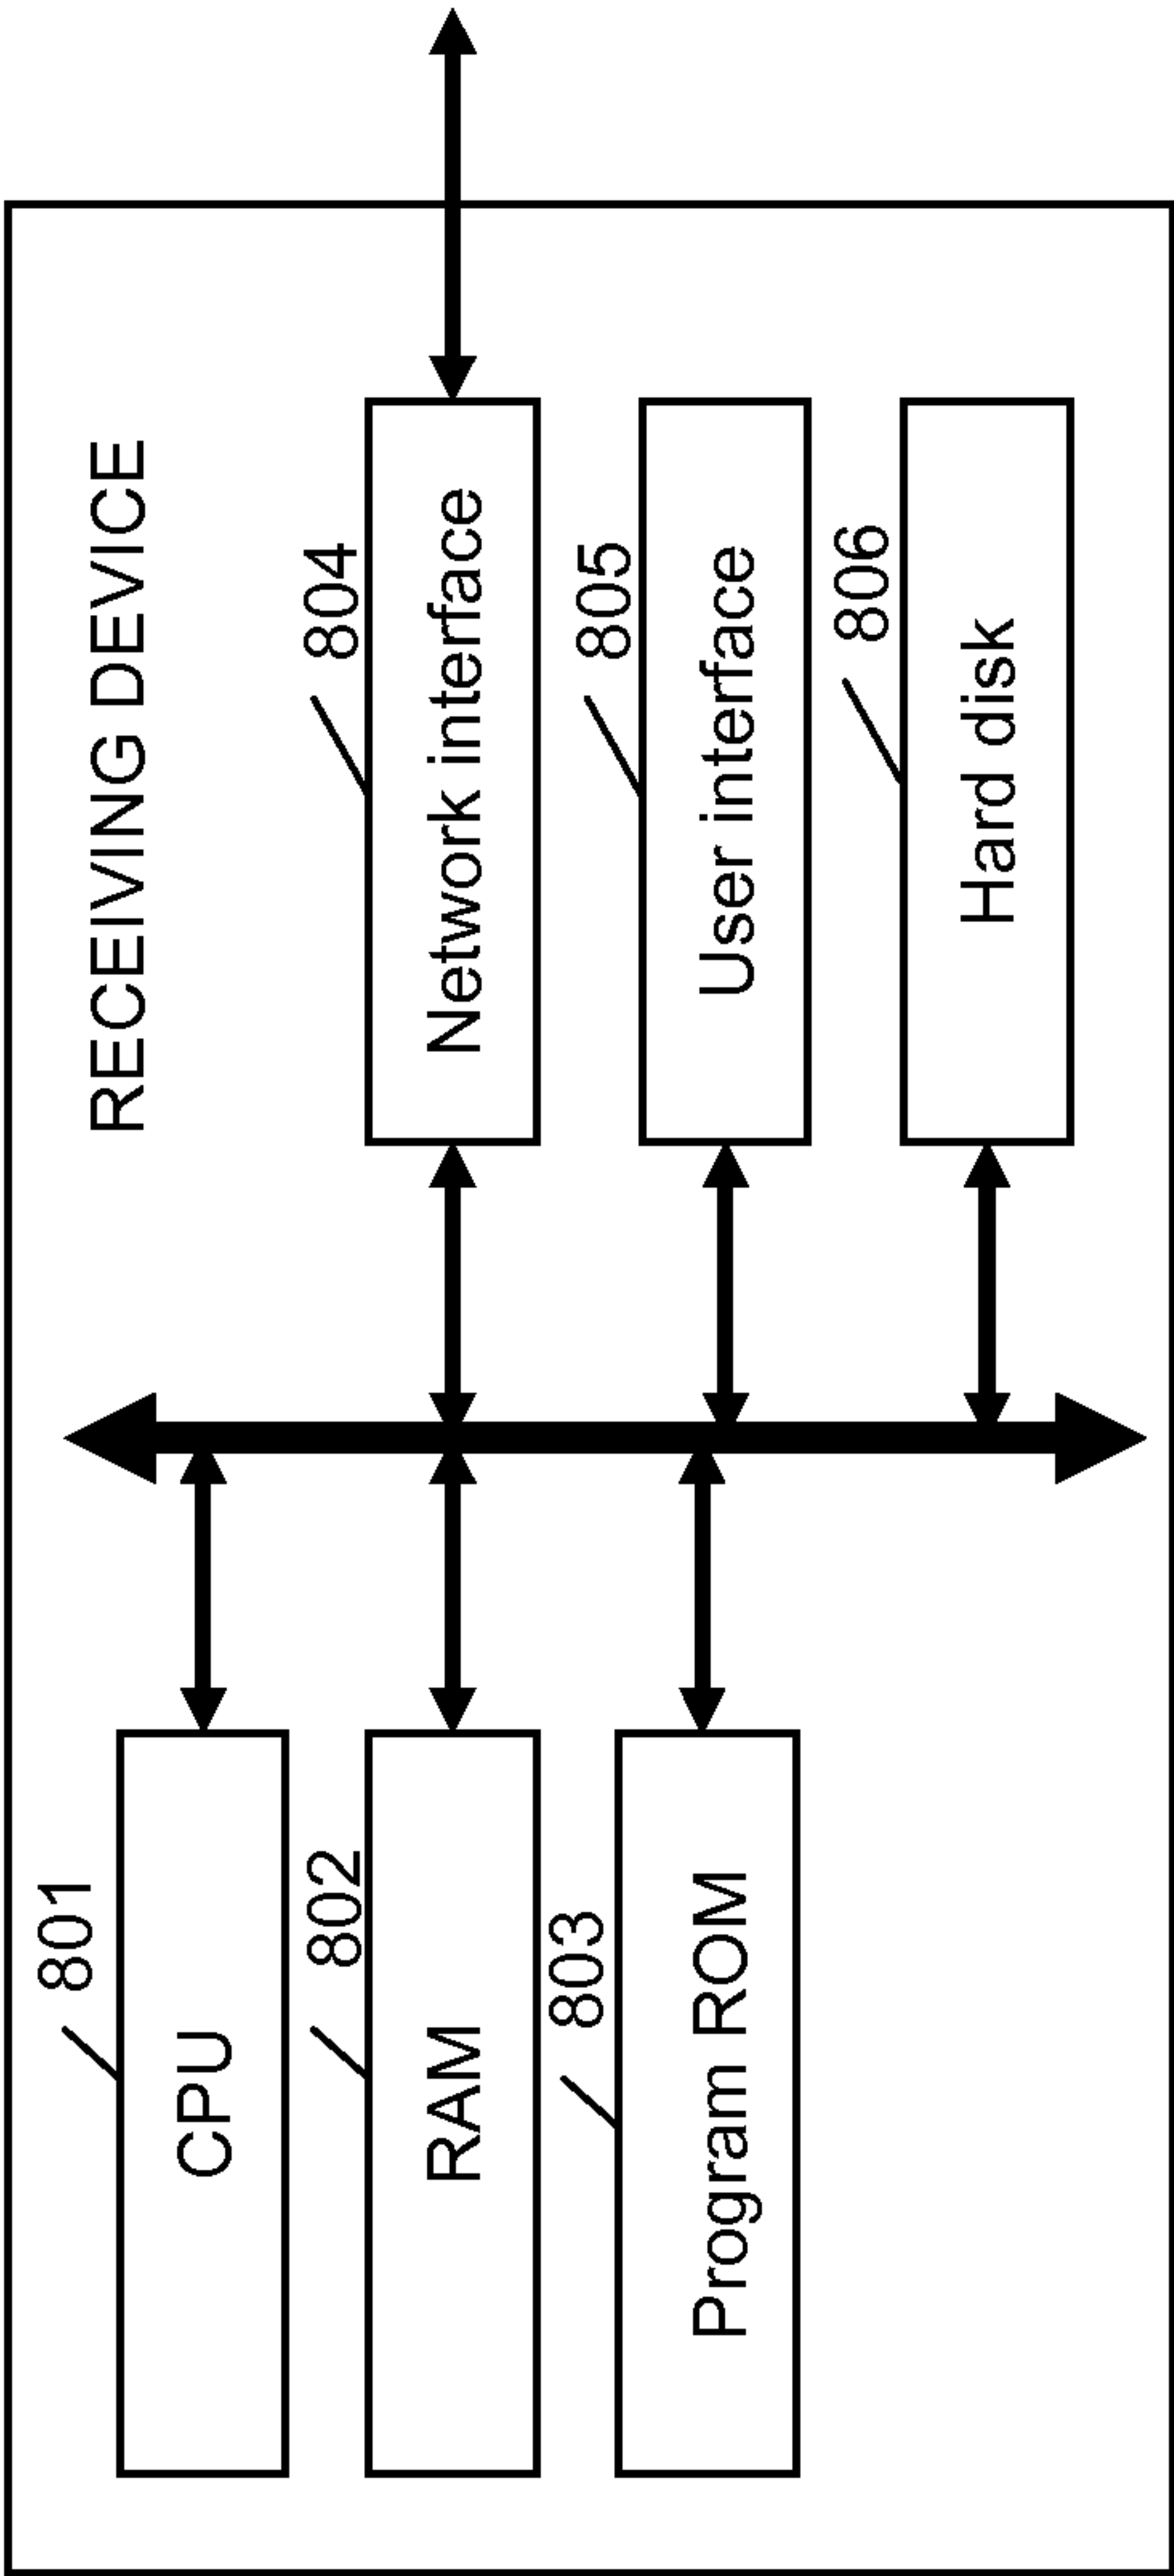 RECEIVING DEVICE
801
CPU
802
RAM
803
Program ROM
804
Network interface
805
User interface
806
Hard disk